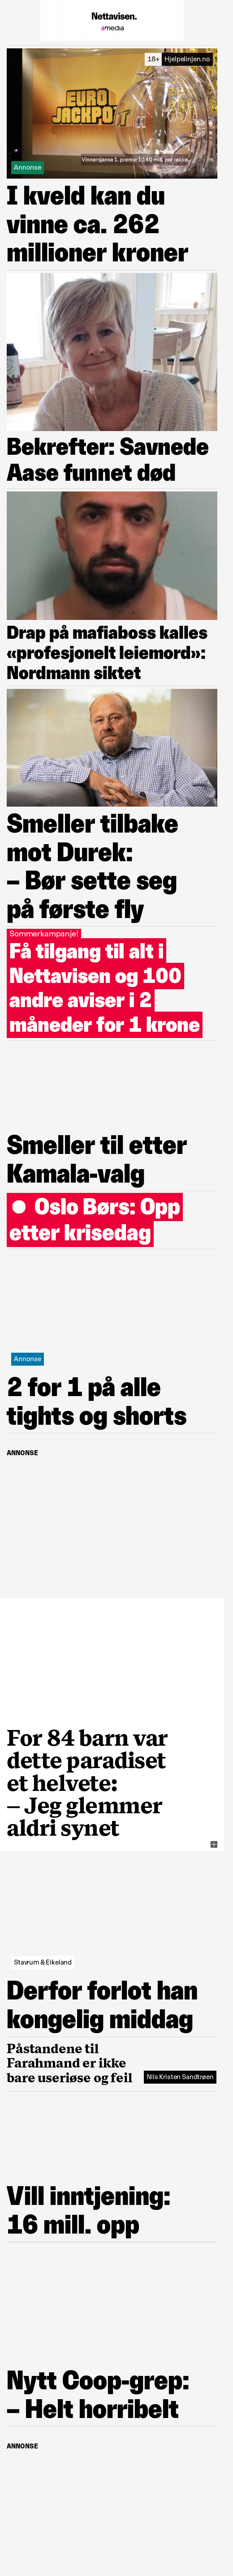 Nettavisen.
amedia
18+ Hjelpelinjen.no
EURO
JACKPOT
Vinnersjanse 1. premie 1:140 mill. per rekke
Annonse
I kveld kan du
vinne ca. 262
millioner kroner
Bekrefter: Savnede
Aase funnet død
Drap på mafiaboss kalles
«profesjonelt leiemord»:
Nordmann siktet
Smeller tilbake
mot Durek:
– Bør sette seg
på første fly
Sommerkampanje!
Få tilgang til alt i
Nettavisen og 100
andre aviser i 2
måneder for 1 krone
Smeller til etter
Kamala-valg
Oslo Børs: Opp
etter krisedag
Annonse
2 for 1 på alle
tights og shorts
ANNONSE
For 84 barn var
dette paradiset
et helvete:
– Jeg glemmer
aldri synet
Stavrum & Eikeland
Derfor forlot han
kongelig middag
Påstandene til
Farahmand er ikke
bare useriøse og feil
Nils Kristen Sandtrøen
Vill inntjening:
16 mill. opp
Nytt Coop-grep:
– Helt horribelt
ANNONSE